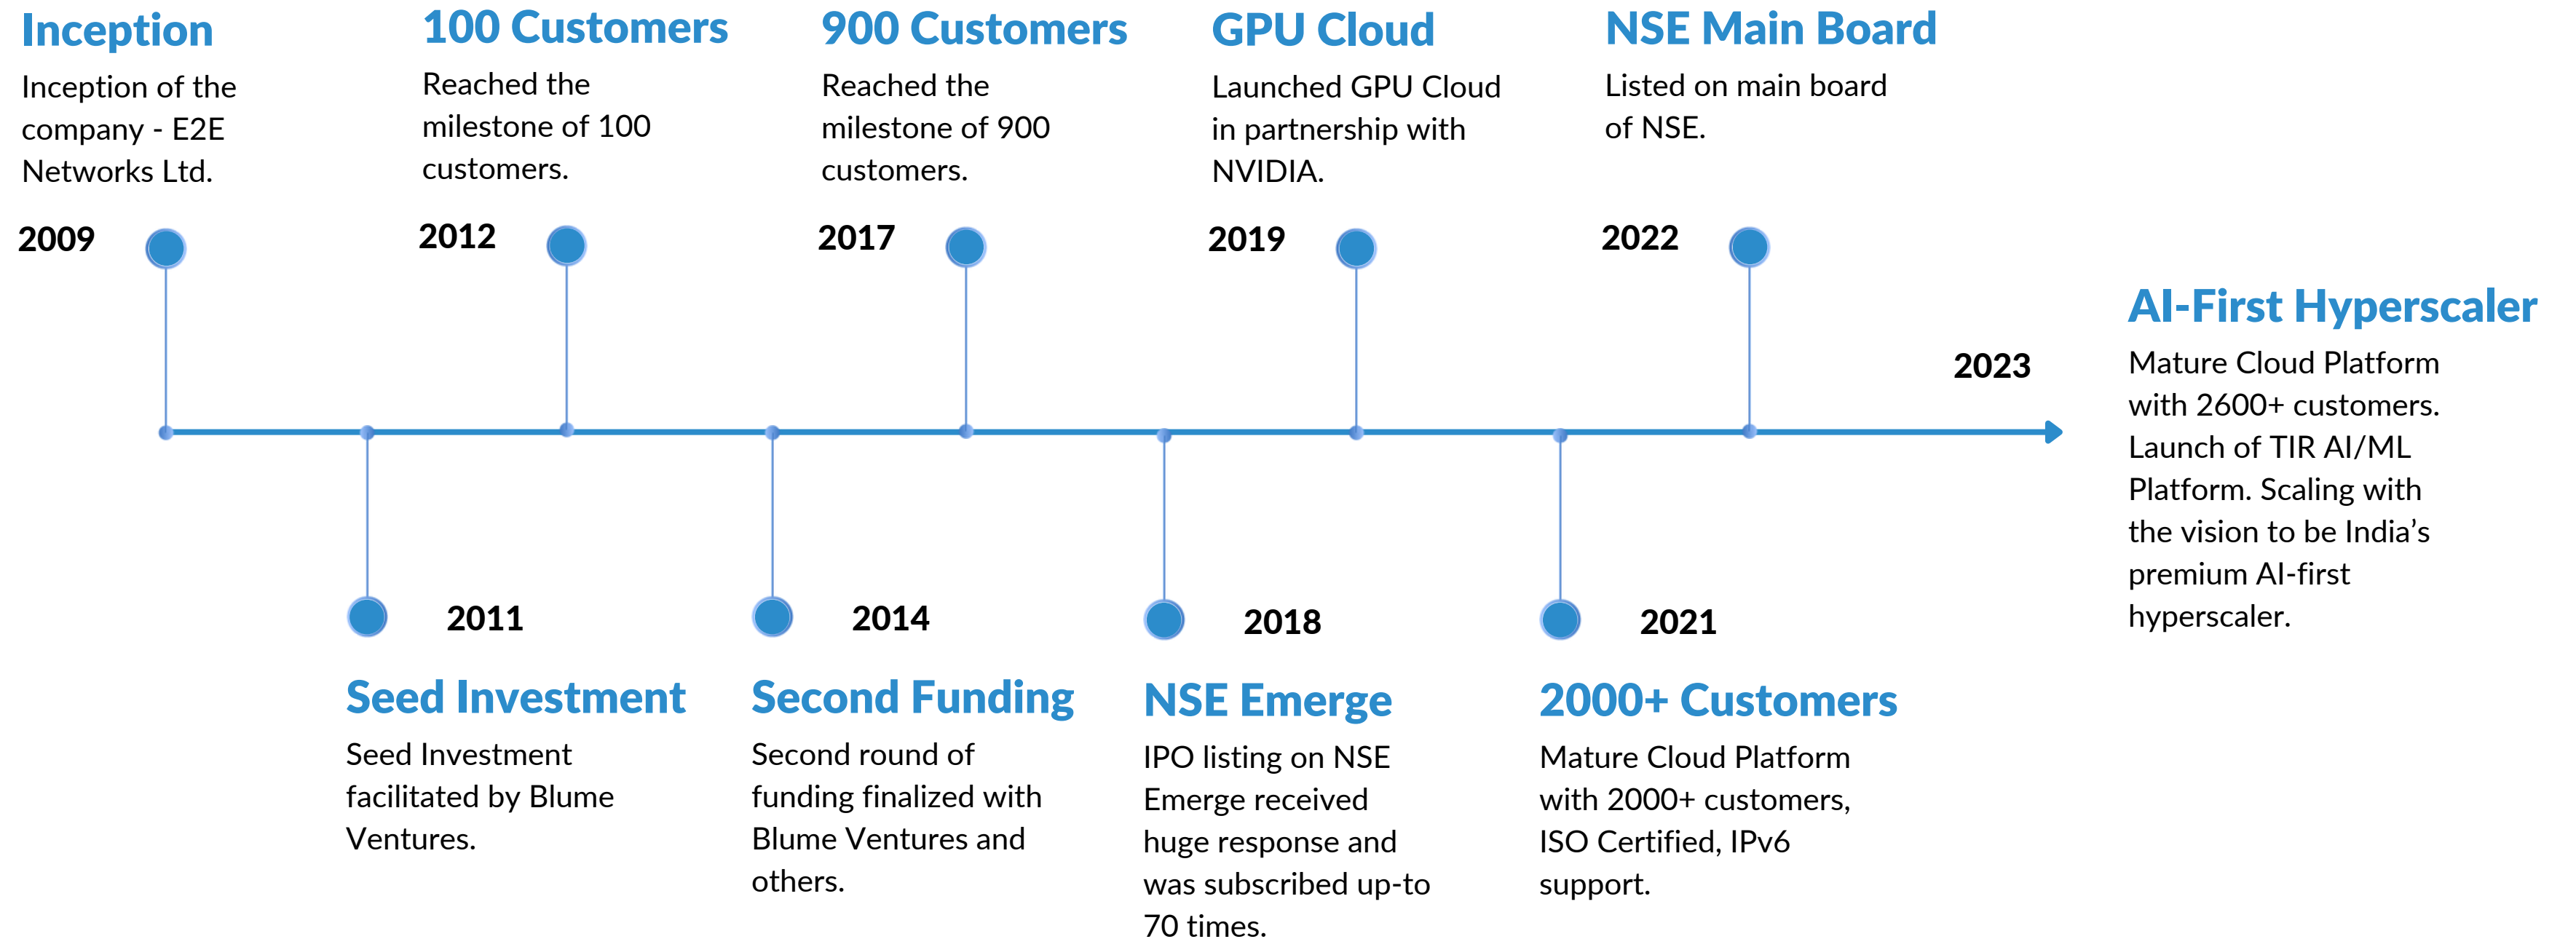 Inception
Inception of the
company - E2E
Networks Ltd.
2009
100 Customers
Reached the
milestone of 100
customers.
2012
900 Customers
Reached the
milestone of 900
customers.
2017
GPU Cloud
Launched GPU Cloud
in partnership with
NVIDIA.
2019
NSE Main Board
Listed on main board
of NSE.
2022
2023
AI-First Hyperscaler
Mature Cloud Platform
with 2600+ customers.
Launch of TIR AI/ML
Platform. Scaling with
the vision to be India’s
premium AI-first
hyperscaler.
2011
Seed Investment
Seed Investment
facilitated by Blume
Ventures.
2014
Second Funding
Second round of
funding finalized with
Blume Ventures and
others.
2018
NSE Emerge
IPO listing on NSE
Emerge received
huge response and
was subscribed up-to
70 times.
2021
2000+ Customers
Mature Cloud Platform
with 2000+ customers,
ISO Certified, IPv6
support.